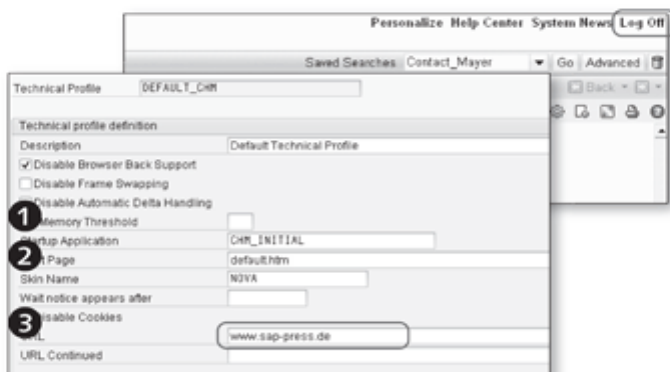 Personalize Help Center System News Log Off
Saved Searches Contact_Mayer Go Advanced
Back
Technical Profile DEFAULT_CHM
Technical profile definition
Description Default Technical Profile
Disable Browser Back Support
Disable Frame Swapping
Disable Automatic Delta Handling
1 Memory Threshold
Startup Application CHM_INITIAL
2 Page default.htm
Skin Name NOVA
Wait notice appears after
3 Disable Cookies
www.sap-press.de
URL Continued